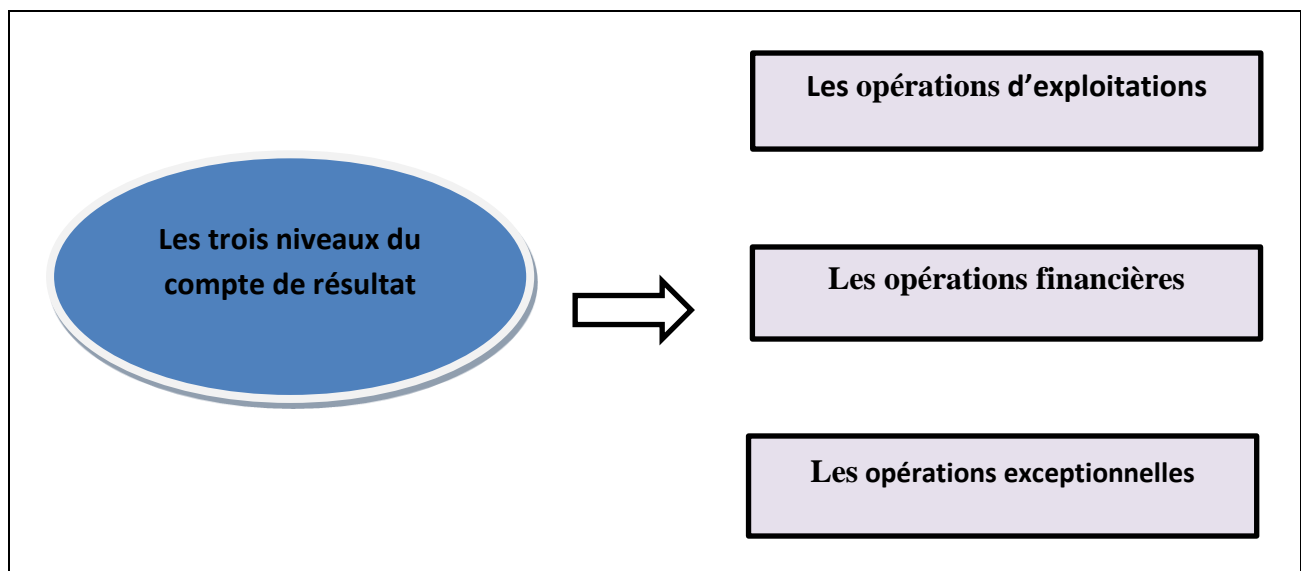 Les trois niveaux du
compte de résultat
Les opérations d’exploitations
Les opérations financières
Les opérations exceptionnelles